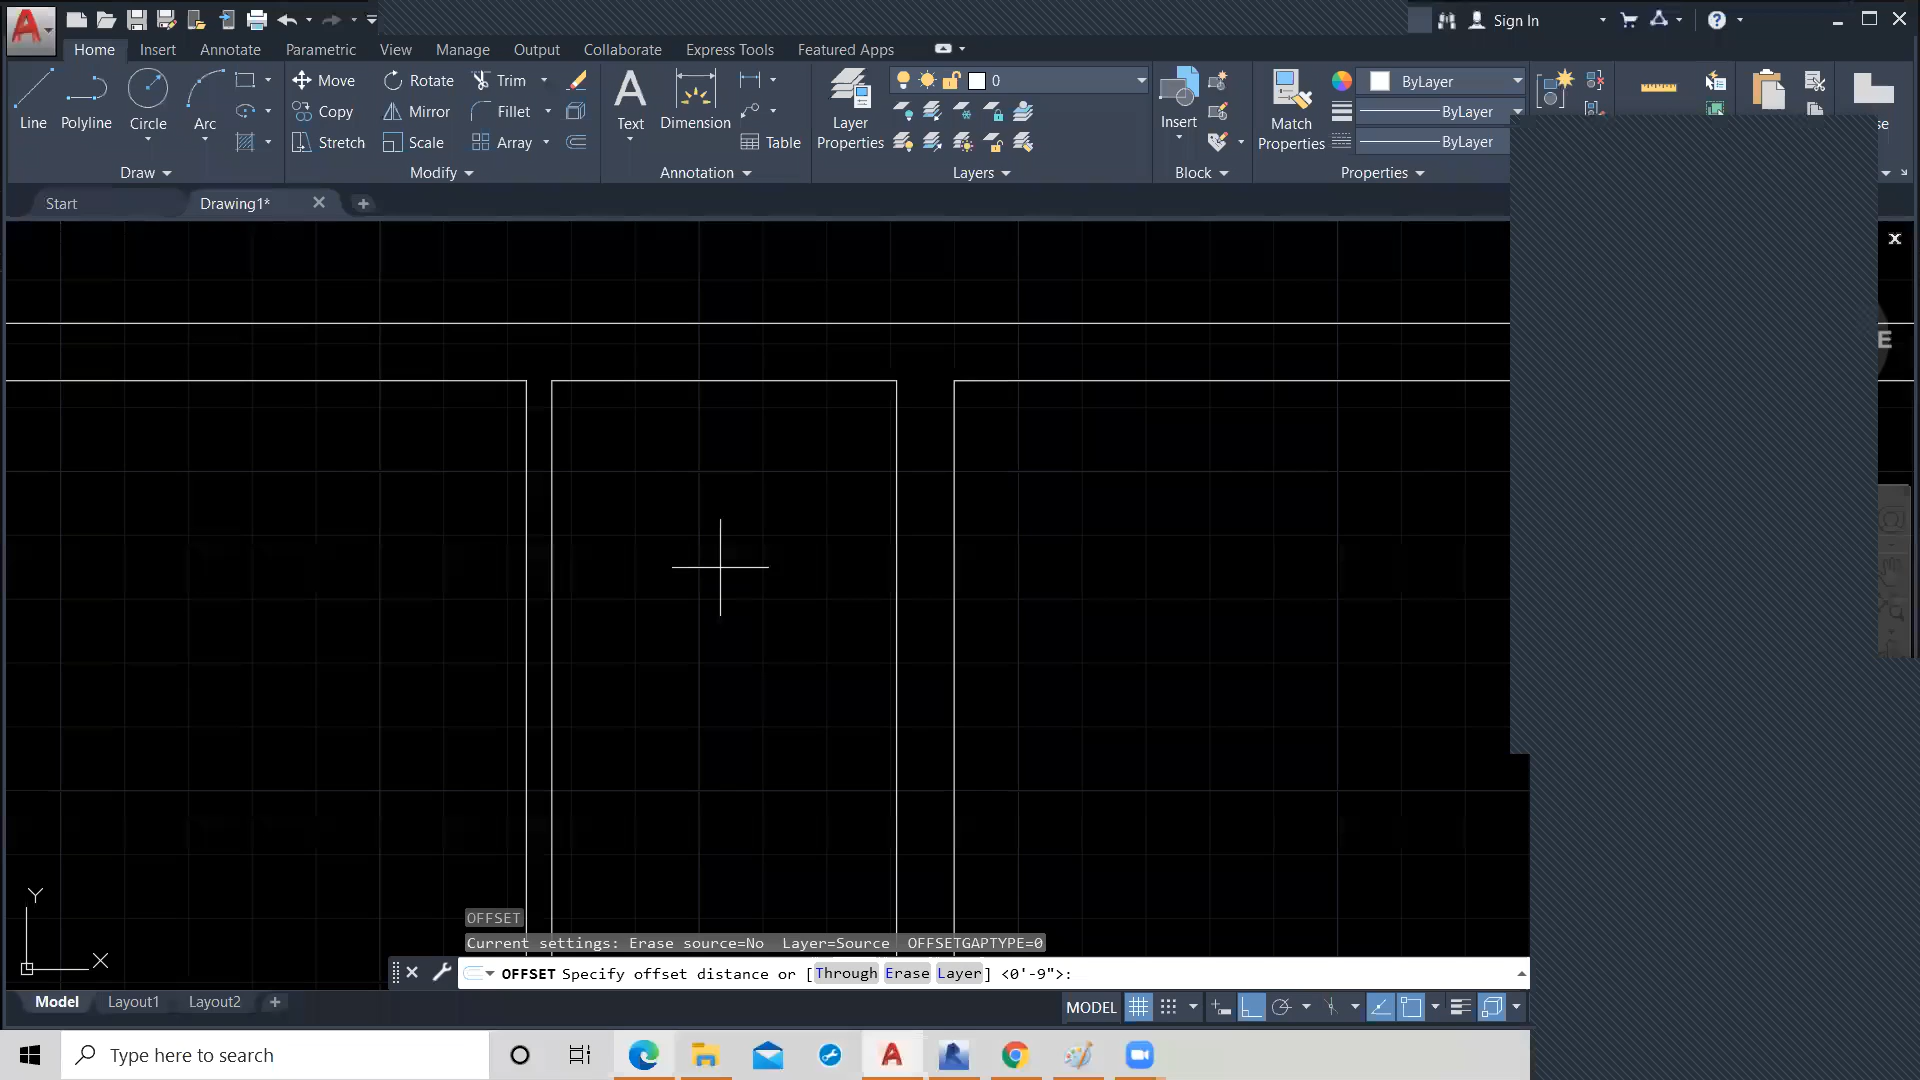 Sign In
Home Insert Annotate Parametric View Manage Output Collaborate Express Tools Featured Apps
Line Polyline Circle Arc
Move Rotate Trim
Copy Mirror Fillet
Stretch Scale Array
Text Dimension
Table
Layer
Properties
0
Insert
Match
Properties
ByLayer
ByLayer
ByLayer
Draw Modify Annotation Layers Block Properties
Start Drawing1*
E
Y
X
OFFSET
Current settings: Erase source=No Layer=Source OFFSETGAPTYPE=0
OFFSET Specify offset distance or [Through Erase Layer] <0'-9">:
Model Layout1 Layout2
MODEL
Type here to search